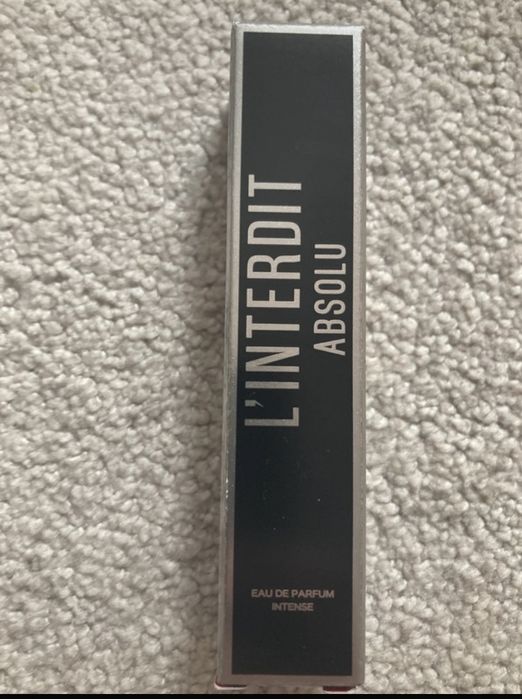 L'INTERDIT
ABSOLU
EAU DE PARFUM
INTENSE